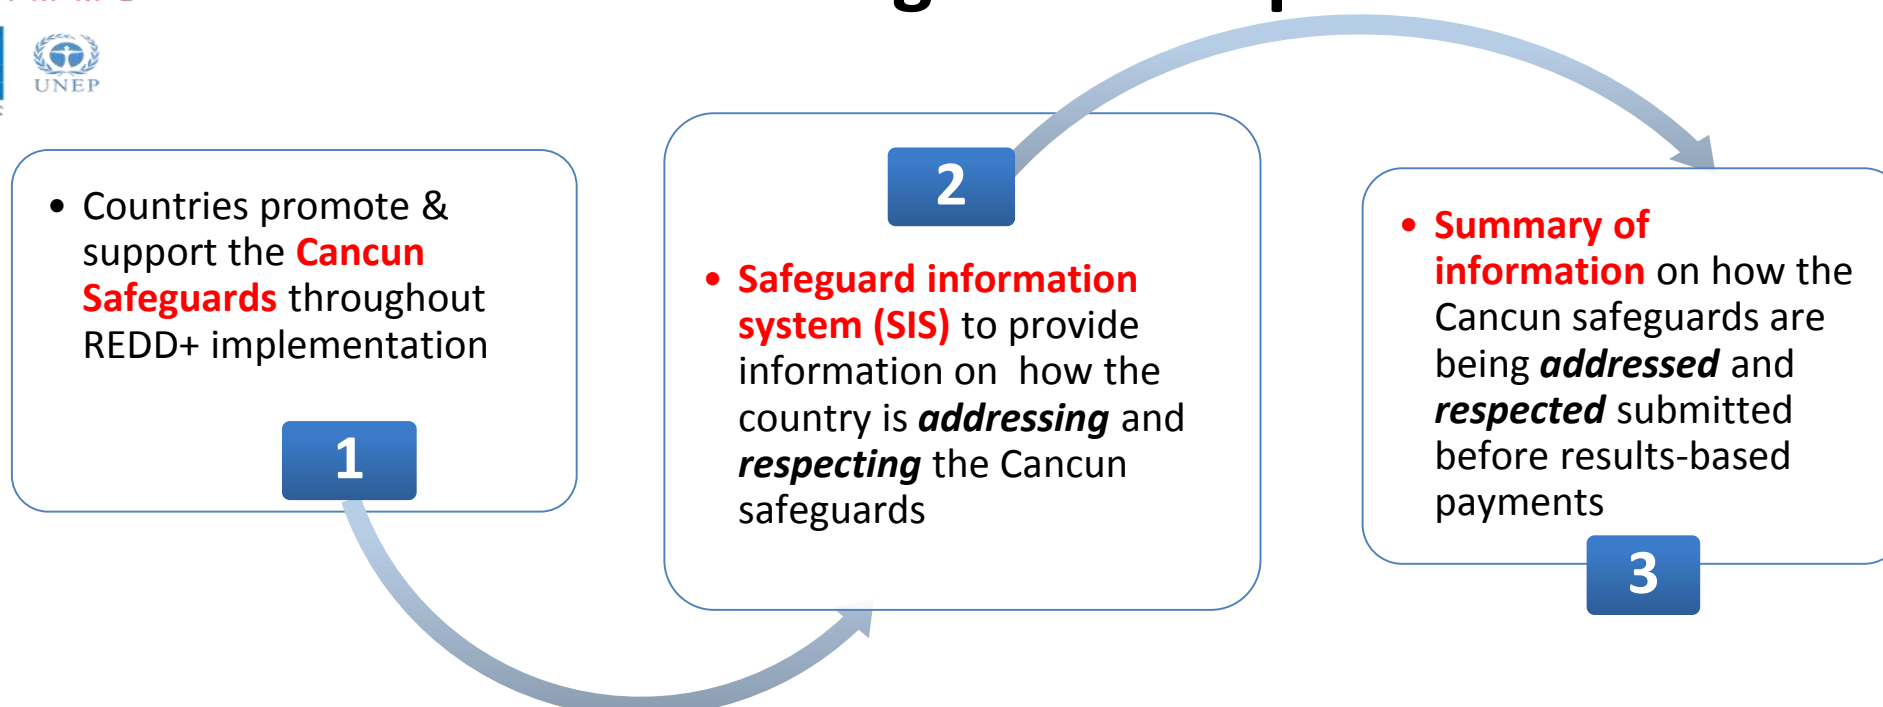 UNEP
• Countries promote &
support the Cancun
Safeguards throughout
REDD+ implementation
1
2
• Safeguard information
system (SIS) to provide
information on how the
country is addressing and
respecting the Cancun
safeguards
• Summary of
information on how the
Cancun safeguards are
being addressed and
respected submitted
before results-based
payments
3